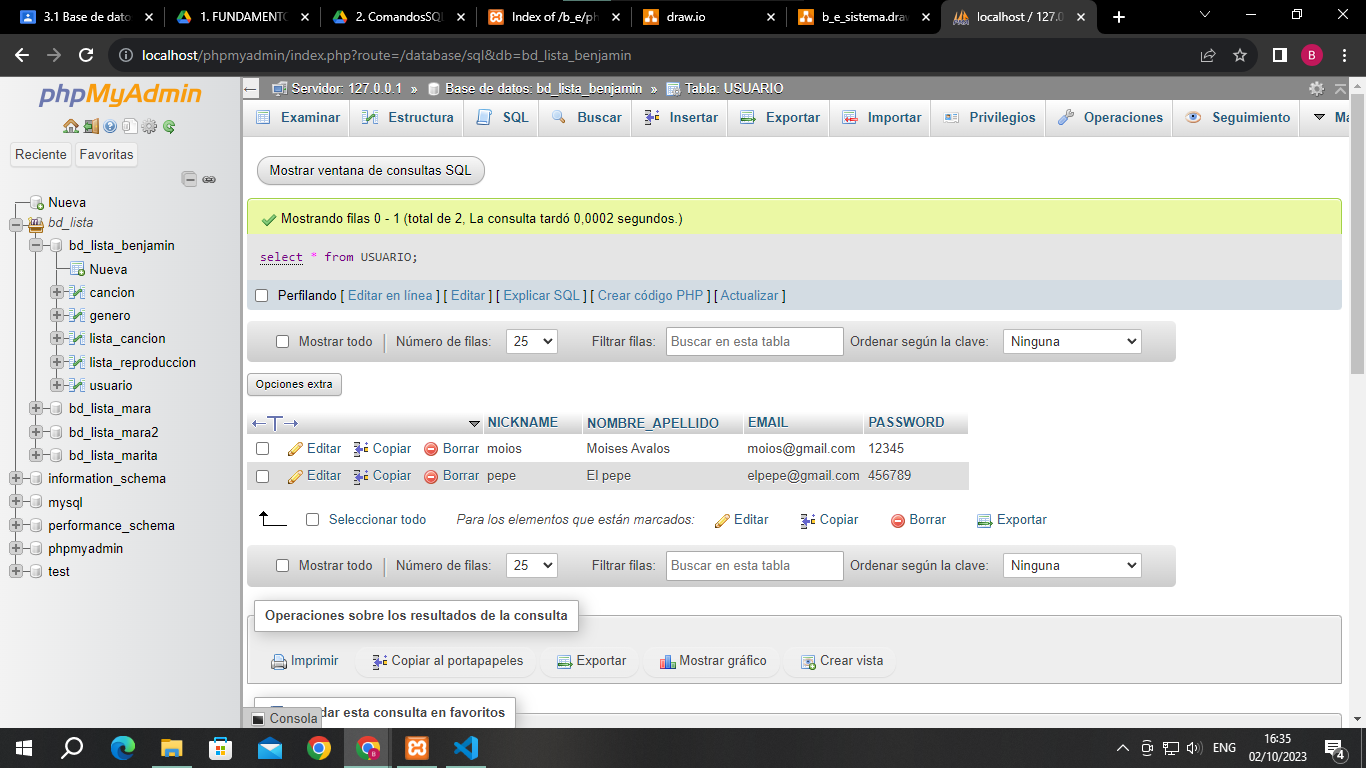 3.1 Base de dato
1. FUNDAMENTO
2. ComandosSQL
Index of /b_e/ph
draw.io
b_e_sistema.draw
localhost / 127.0
localhost/phpmyadmin/index.php?route=/database/sql&db=bd_lista_benjamin
B
phpMyAdmin
Reciente
Favoritas
Nueva
bd_lista
bd_lista_benjamin
Nueva
cancion
genero
lista_cancion
lista_reproduccion
usuario
bd_lista_mara
bd_lista_mara2
bd_lista_marita
information_schema
mysql
performance_schema
phpmyadmin
test
Servidor: 127.0.0.1 » Base de datos: bd_lista_benjamin » Tabla: USUARIO
Examinar Estructura SQL Buscar Insertar Exportar Importar Privilegios Operaciones Seguimiento Má
Mostrar ventana de consultas SQL
Mostrando filas 0 - 1 (total de 2, La consulta tardó 0,0002 segundos.)
select * from USUARIO;
Perfilando [ Editar en línea ] [ Editar ] [ Explicar SQL ] [ Crear código PHP ] [ Actualizar ]
Mostrar todo Número de filas: 25 Filtrar filas: Buscar en esta tabla Ordenar según la clave: Ninguna
Opciones extra
←T→ NICKNAME NOMBRE_APELLIDO EMAIL PASSWORD
Editar Copiar Borrar moios Moises Avalos moios@gmail.com 12345
Editar Copiar Borrar pepe El pepe elpepe@gmail.com 456789
Seleccionar todo Para los elementos que están marcados: Editar Copiar Borrar Exportar
Mostrar todo Número de filas: 25 Filtrar filas: Buscar en esta tabla Ordenar según la clave: Ninguna
Operaciones sobre los resultados de la consulta
Imprimir Copiar al portapapeles Exportar Mostrar gráfico Crear vista
dar esta consulta en favoritos
Consola
ENG
16:35
02/10/2023
4